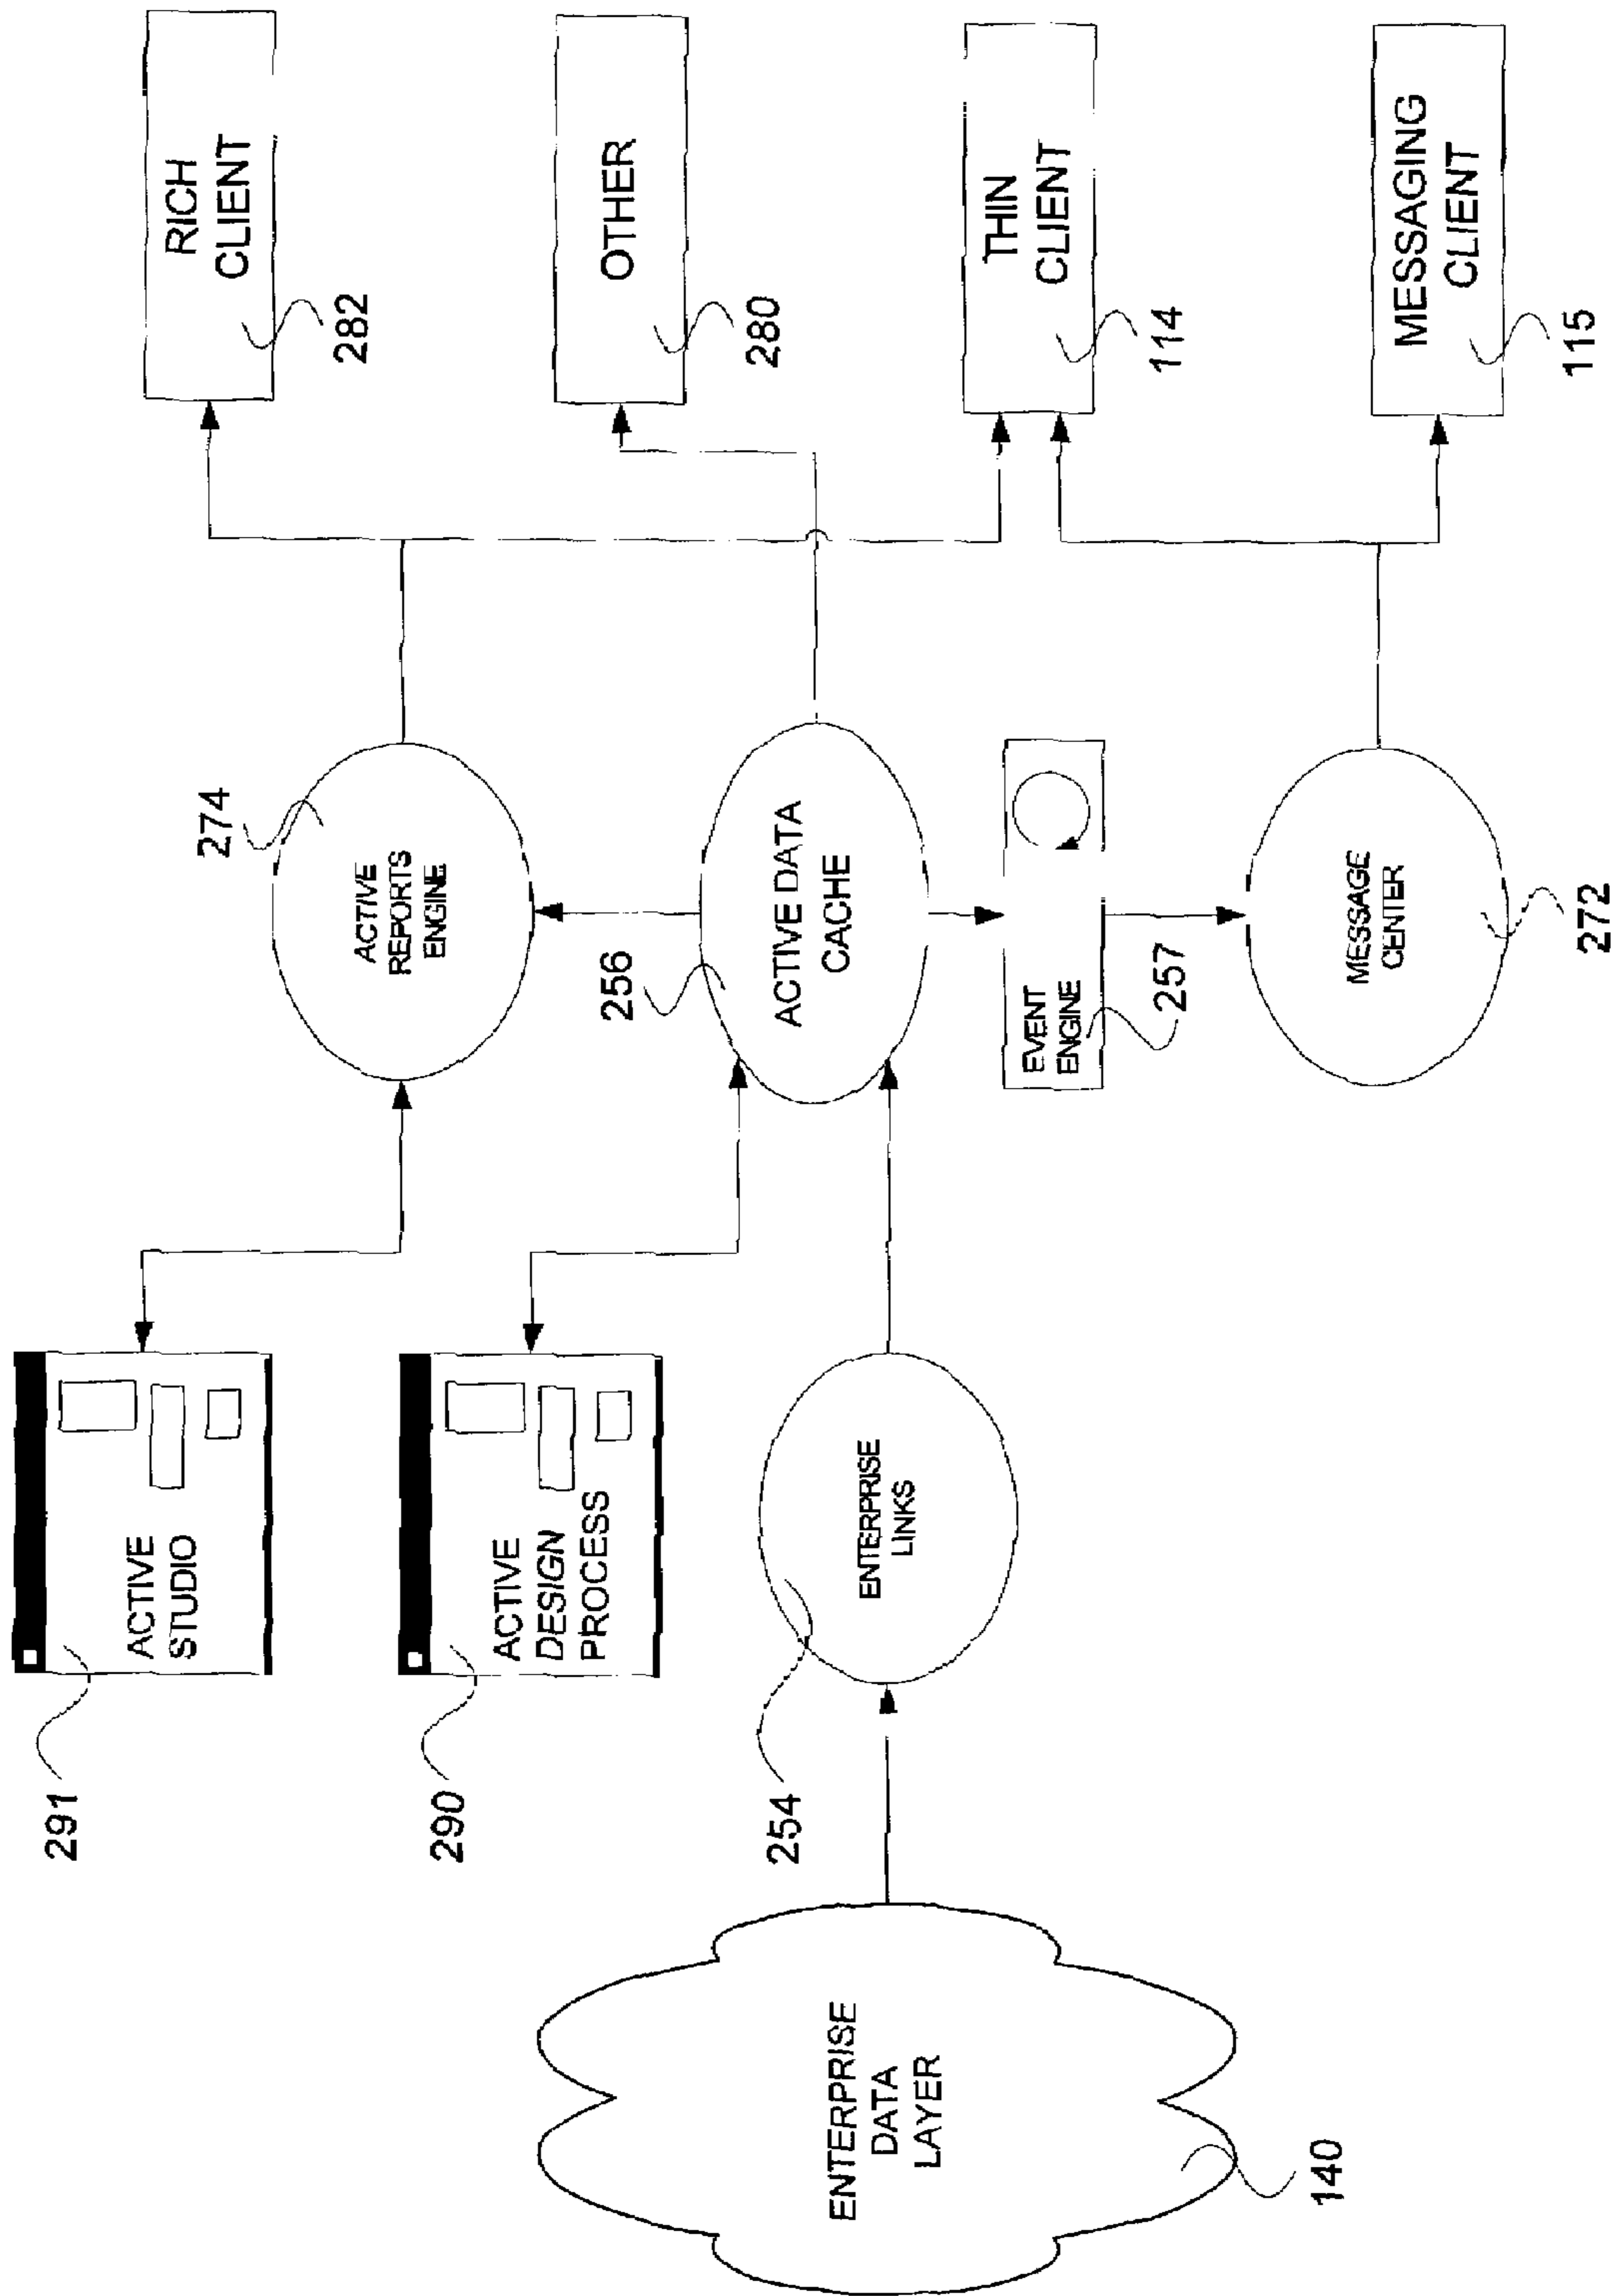 291
ACTIVE
STUDIO
274
ACTIVE
REPORTS
ENGINE
RICH
CLIENT
282
290
ACTIVE
DESIGN
PROCESS
OTHER
280
256
ACTIVE DATA
CACHE
254
ENTERPRISE
LINKS
ENTERPRISE
DATA
LAYER
140
THIN
CLIENT
114
EVENT
ENGINE
257
MESSAGE
CENTER
272
MESSAGING
CLIENT
115